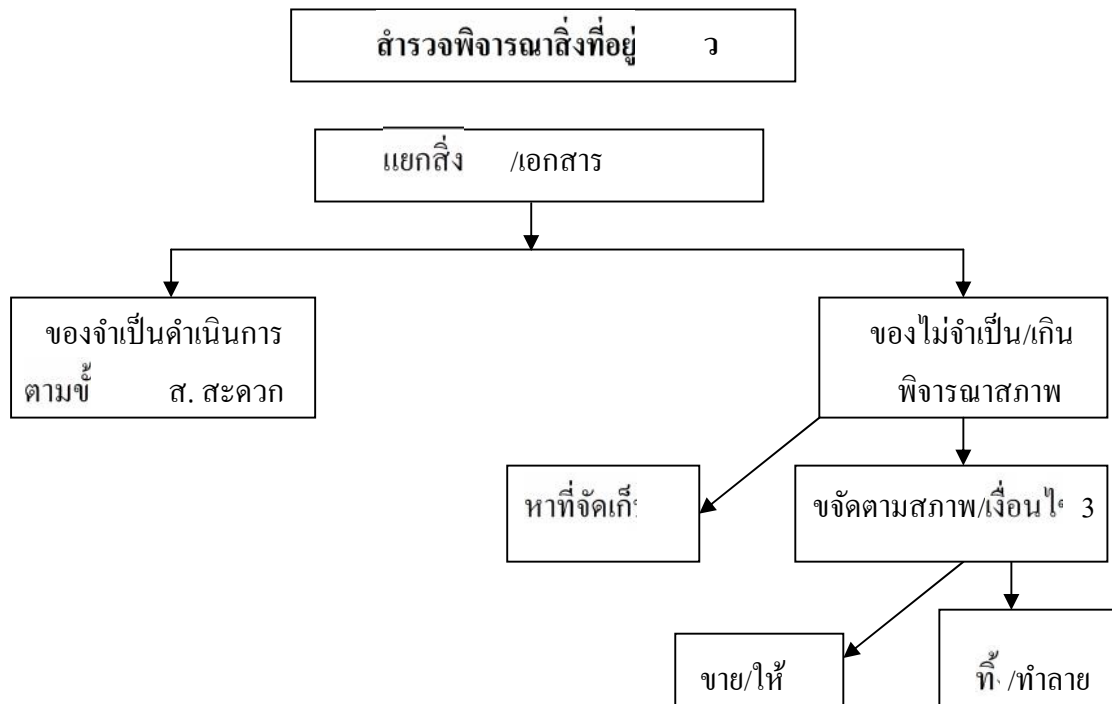 สำรวจพิจารณาสิ่งที่อยู่ ว
แยกสิ่ง /เอกสาร
ของจำเป็นดำเนินการ
ตามขั้ ส. สะดวก
ของไม่จำเป็น/เกิน
พิจารณาสภาพ
หาที่จัดเก็
ขจัดตามสภาพ/เงื่อนไ 3
ขาย/ให้
ทิ้ /ทำลาย